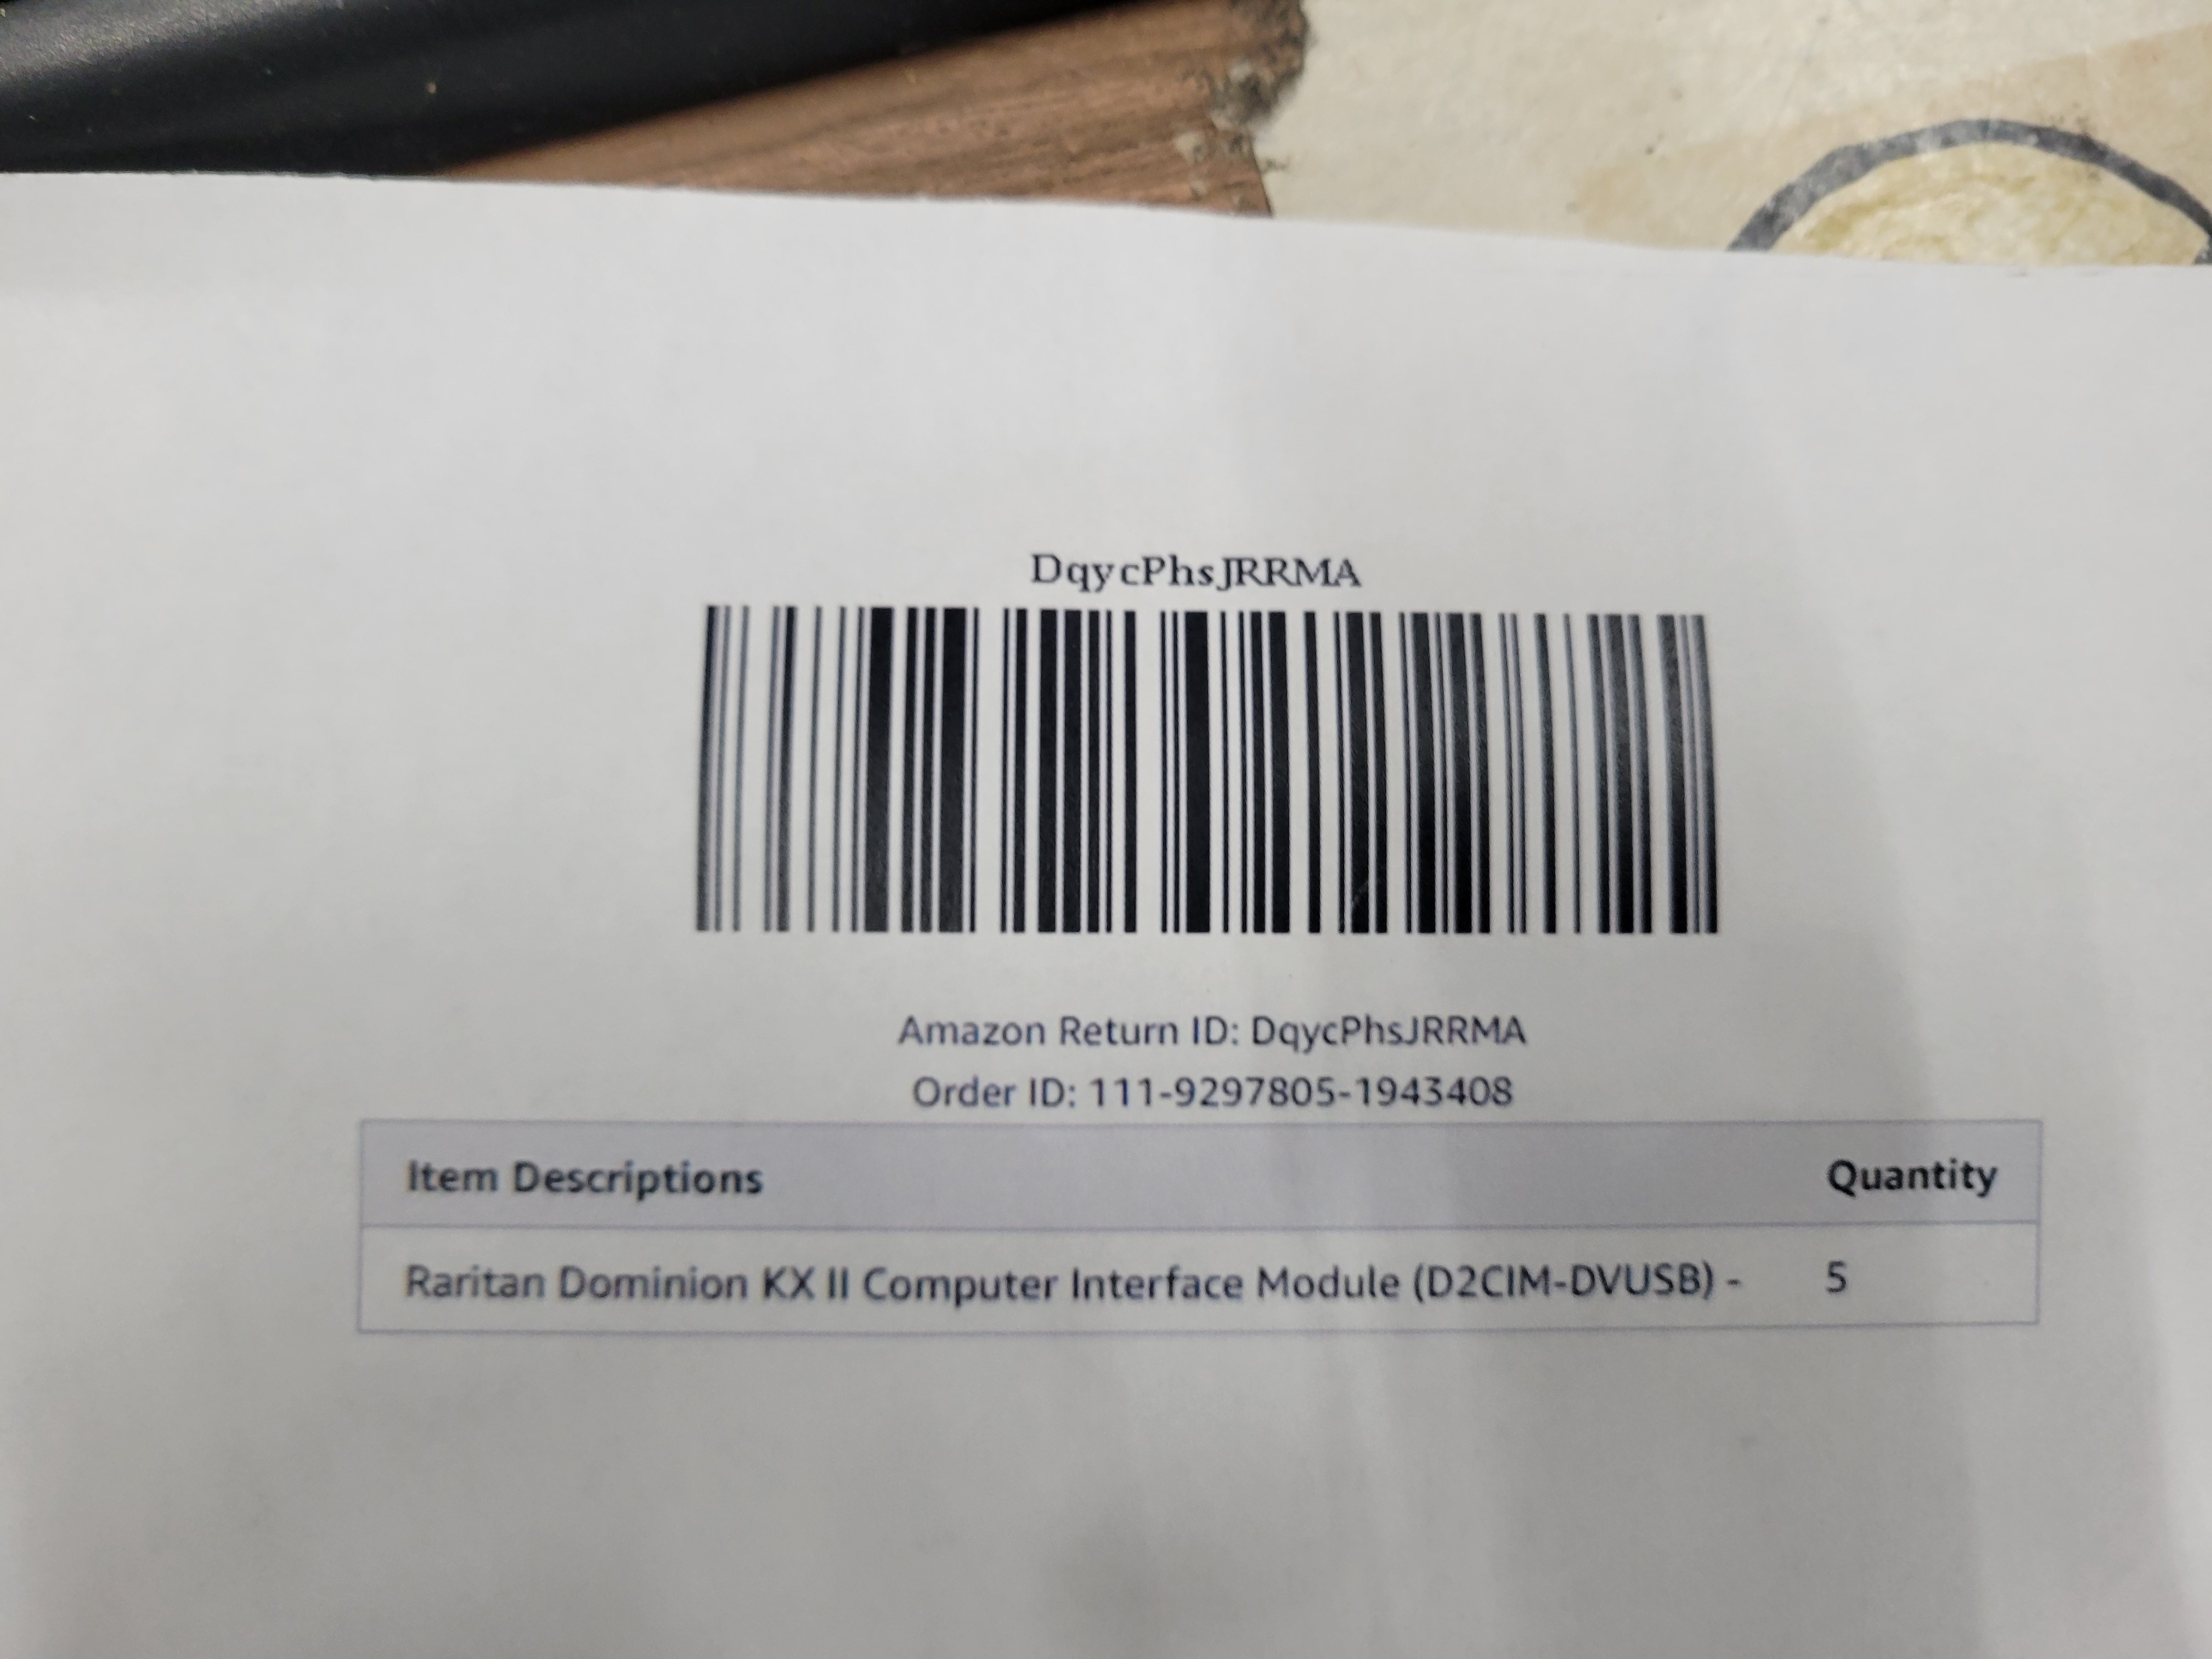 DqycPhsJRRMA
Amazon Return ID: DqycPhsJRRMA
Order ID: 111-9297805-1943408
Item Descriptions Quantity
Raritan Dominion KX II Computer Interface Module (D2CIM-DVUSB) - 5